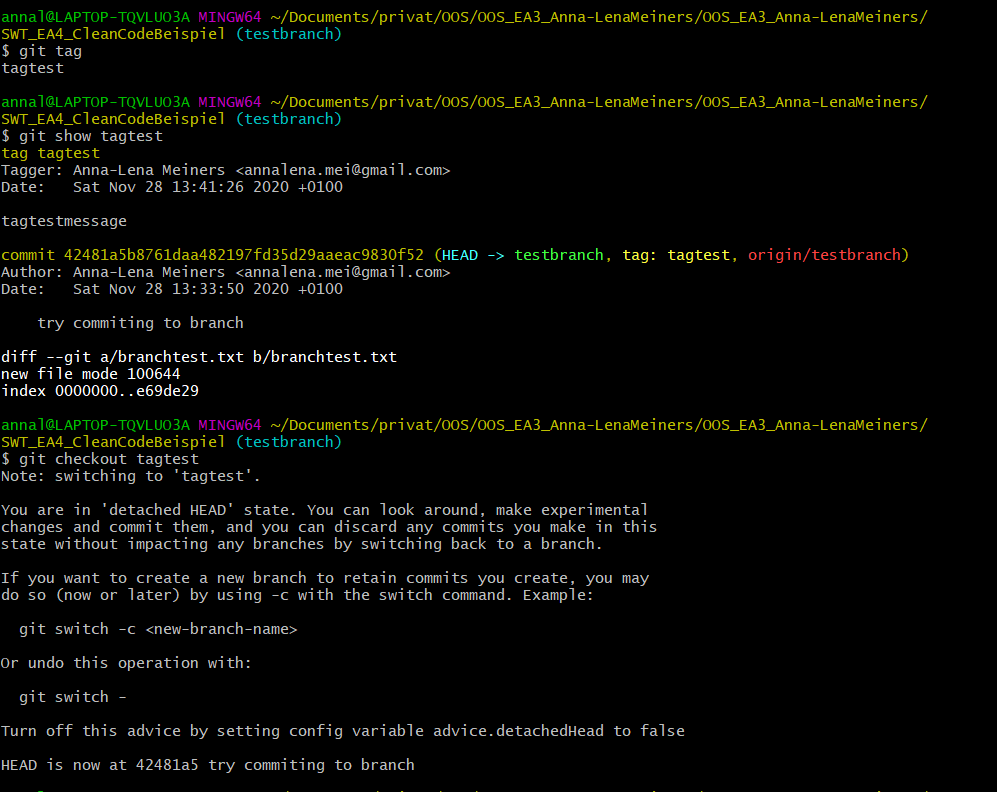 annal@LAPTOP-TQVLUO3A MINGW64 ~/Documents/privat/OOS/OOS_EA3_Anna-LenaMeiners/OOS_EA3_Anna-LenaMeiners/
SWT_EA4_CleanCodeBeispiel (testbranch)
$ git tag
tagtest
annal@LAPTOP-TQVLUO3A MINGW64 ~/Documents/privat/OOS/OOS_EA3_Anna-LenaMeiners/OOS_EA3_Anna-LenaMeiners/
SWT_EA4_CleanCodeBeispiel (testbranch)
$ git show tagtest
tag tagtest
Tagger: Anna-Lena Meiners <annalena.mei@gmail.com>
Date:   Sat Nov 28 13:41:26 2020 +0100
tagtestmessage
commit 42481a5b8761daa482197fd35d29aaeac9830f52 (HEAD -> testbranch, tag: tagtest, origin/testbranch)
Author: Anna-Lena Meiners <annalena.mei@gmail.com>
Date:   Sat Nov 28 13:33:50 2020 +0100
    try commiting to branch
diff --git a/branchtest.txt b/branchtest.txt
new file mode 100644
index 0000000..e69de29
annal@LAPTOP-TQVLUO3A MINGW64 ~/Documents/privat/OOS/OOS_EA3_Anna-LenaMeiners/OOS_EA3_Anna-LenaMeiners/
SWT_EA4_CleanCodeBeispiel (testbranch)
$ git checkout tagtest
Note: switching to 'tagtest'.
You are in 'detached HEAD' state. You can look around, make experimental
changes and commit them, and you can discard any commits you make in this
state without impacting any branches by switching back to a branch.
If you want to create a new branch to retain commits you create, you may
do so (now or later) by using -c with the switch command. Example:
  git switch -c <new-branch-name>
Or undo this operation with:
  git switch -
Turn off this advice by setting config variable advice.detachedHead to false
HEAD is now at 42481a5 try commiting to branch